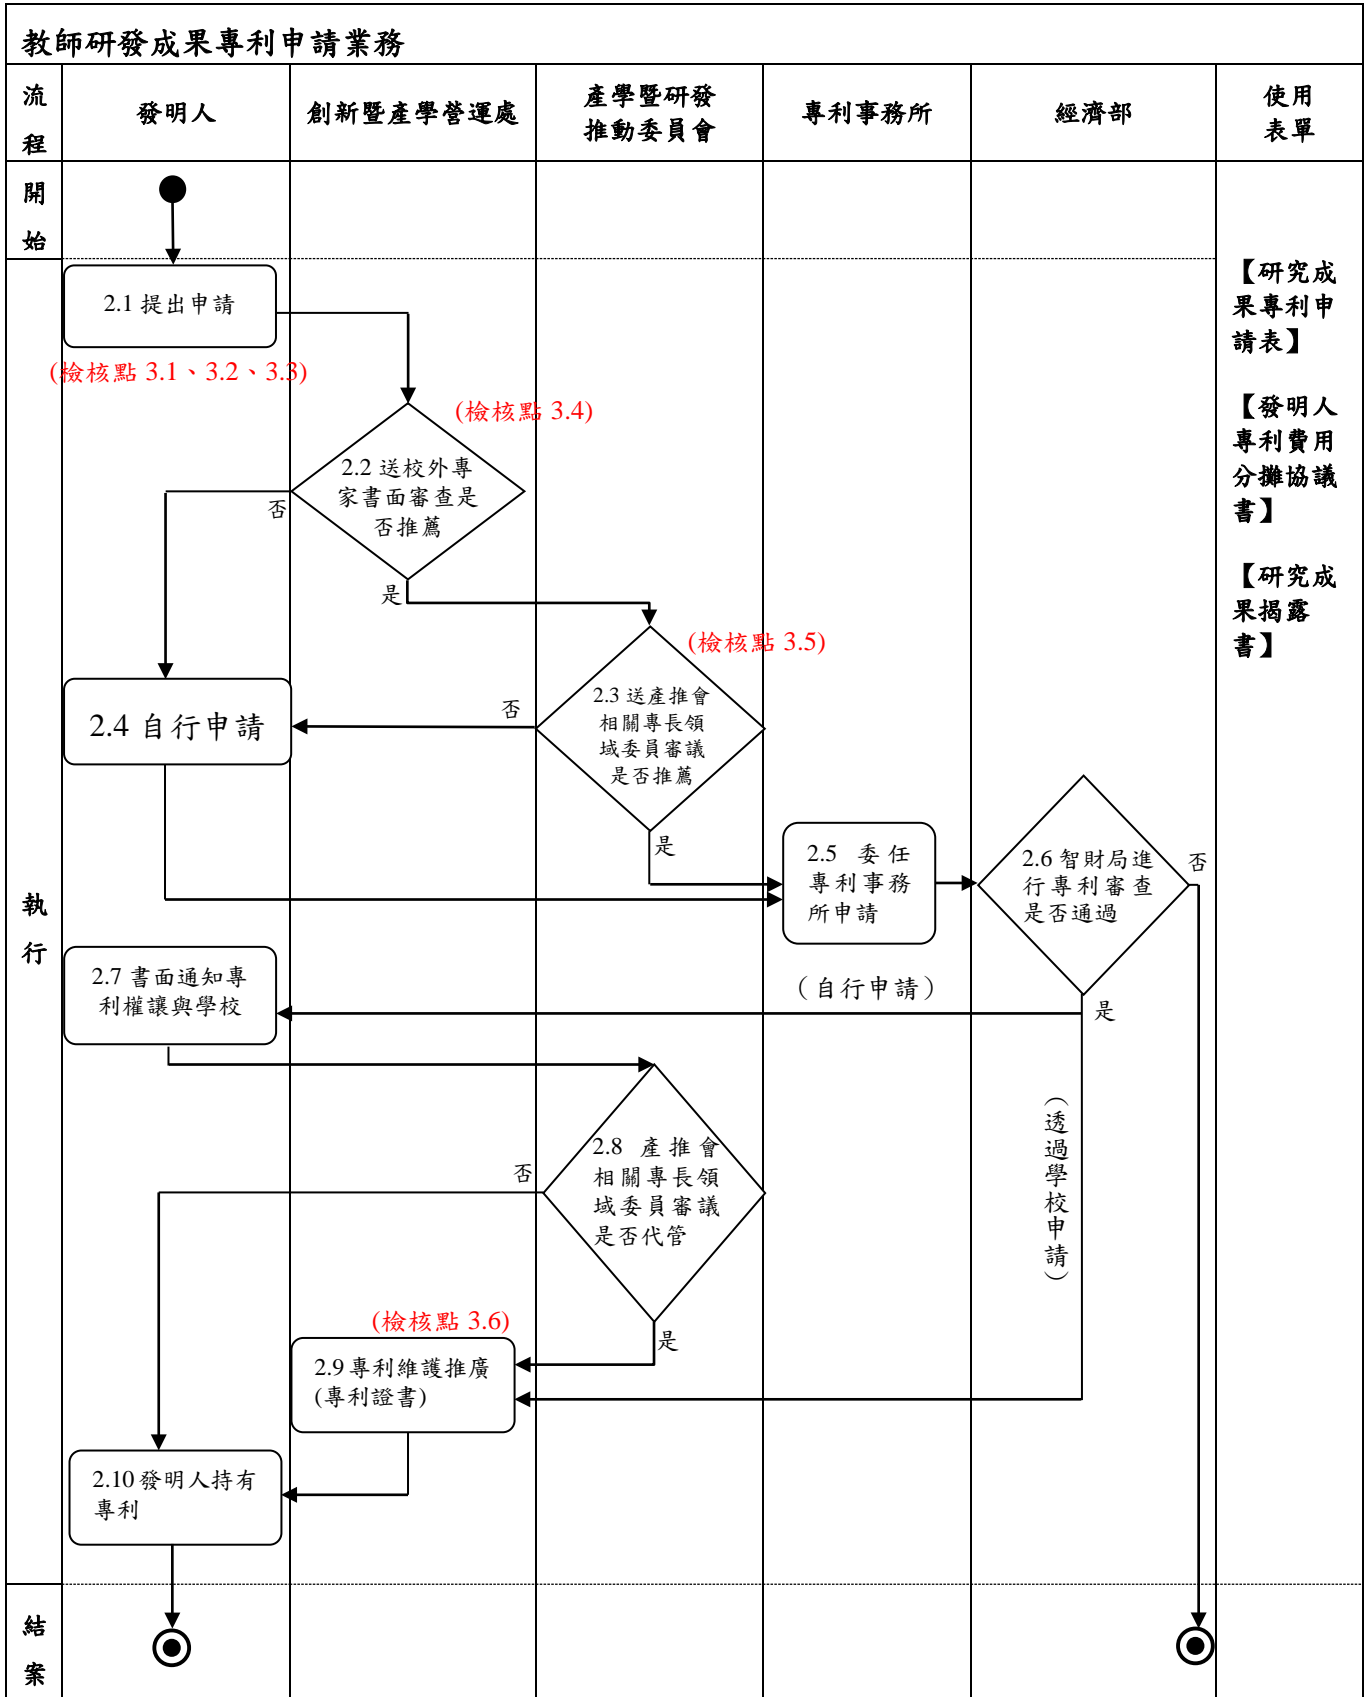 教師研發成果專利申請業務
流
程
發明人
創新暨產學營運處
產學暨研發
推動委員會
專利事務所
經濟部
使用
表單
開
始
執
行
2.1 提出申請
(檢核點 3.1、3.2、3.3)
(檢核點 3.4)
2.2 送校外專
家書面審查是
否推薦
否
是
(檢核點 3.5)
2.3 送產推會
相關專長領
域委員審議
是否推薦
否
是
2.4 自行申請
2.5 委任
專利事務
所申請
2.6 智財局進
行專利審查
是否通過
否
是
（自行申請）
（透過學校申請）
2.7 書面通知專
利權讓與學校
2.8 產推會
相關專長領
域委員審議
是否代管
否
是
(檢核點 3.6)
2.9 專利維護推廣
(專利證書)
2.10 發明人持有
專利
【研究成
果專利申
請表】
【發明人
專利費用
分攤協議
書】
【研究成
果揭露
書】
結
案